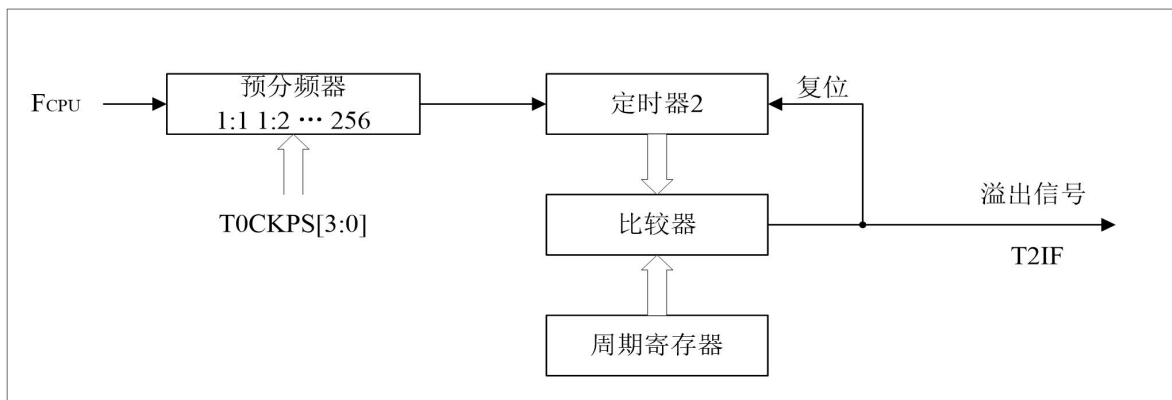 FCPU
预分频器
1:1 1:2 … 256
T0CKPS[3:0]
定时器2
复位
比较器
溢出信号
T2IF
周期寄存器